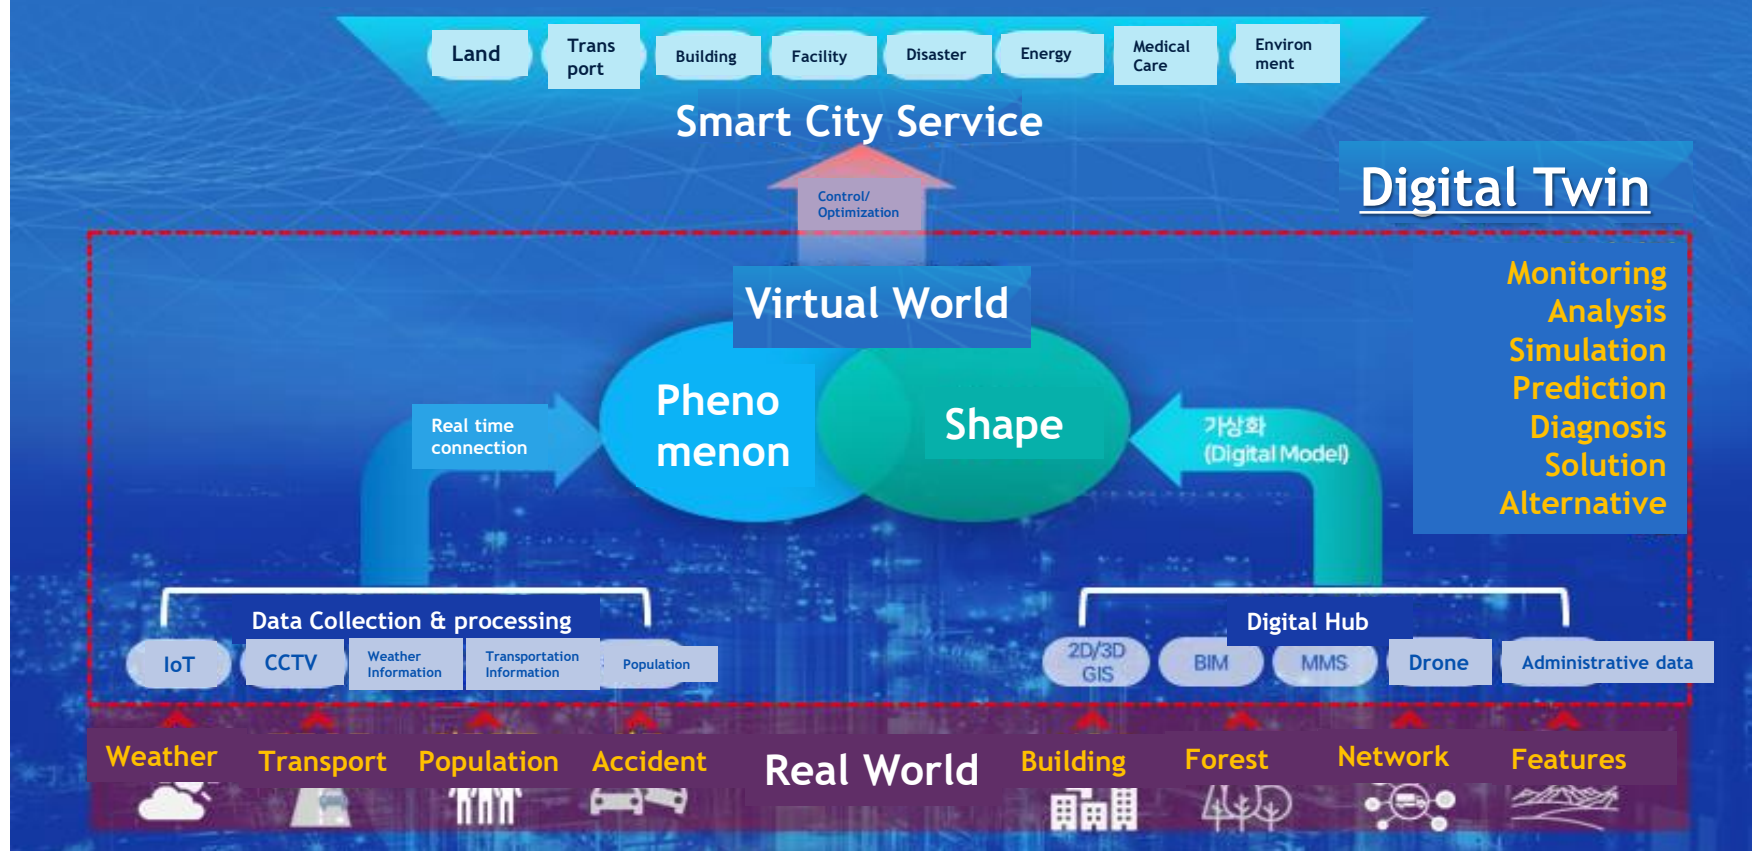 Land
Trans
port
Building
Facility
Disaster
Energy
Medical
Care
Environ
ment
Smart City Service
Control/
Optimization
Digital Twin
Virtual World
Monitoring
Analysis
Simulation
Prediction
Diagnosis
Solution
Alternative
Pheno
menon
Shape
Real time
connection
가상화
(Digital Model)
Data Collection & processing
IoT
CCTV
Weather
Information
Transportation
Information
Population
Digital Hub
2D/3D
GIS
BIM
MMS
Drone
Administrative data
Weather
Transport
Population
Accident
Real World
Building
Forest
Network
Features